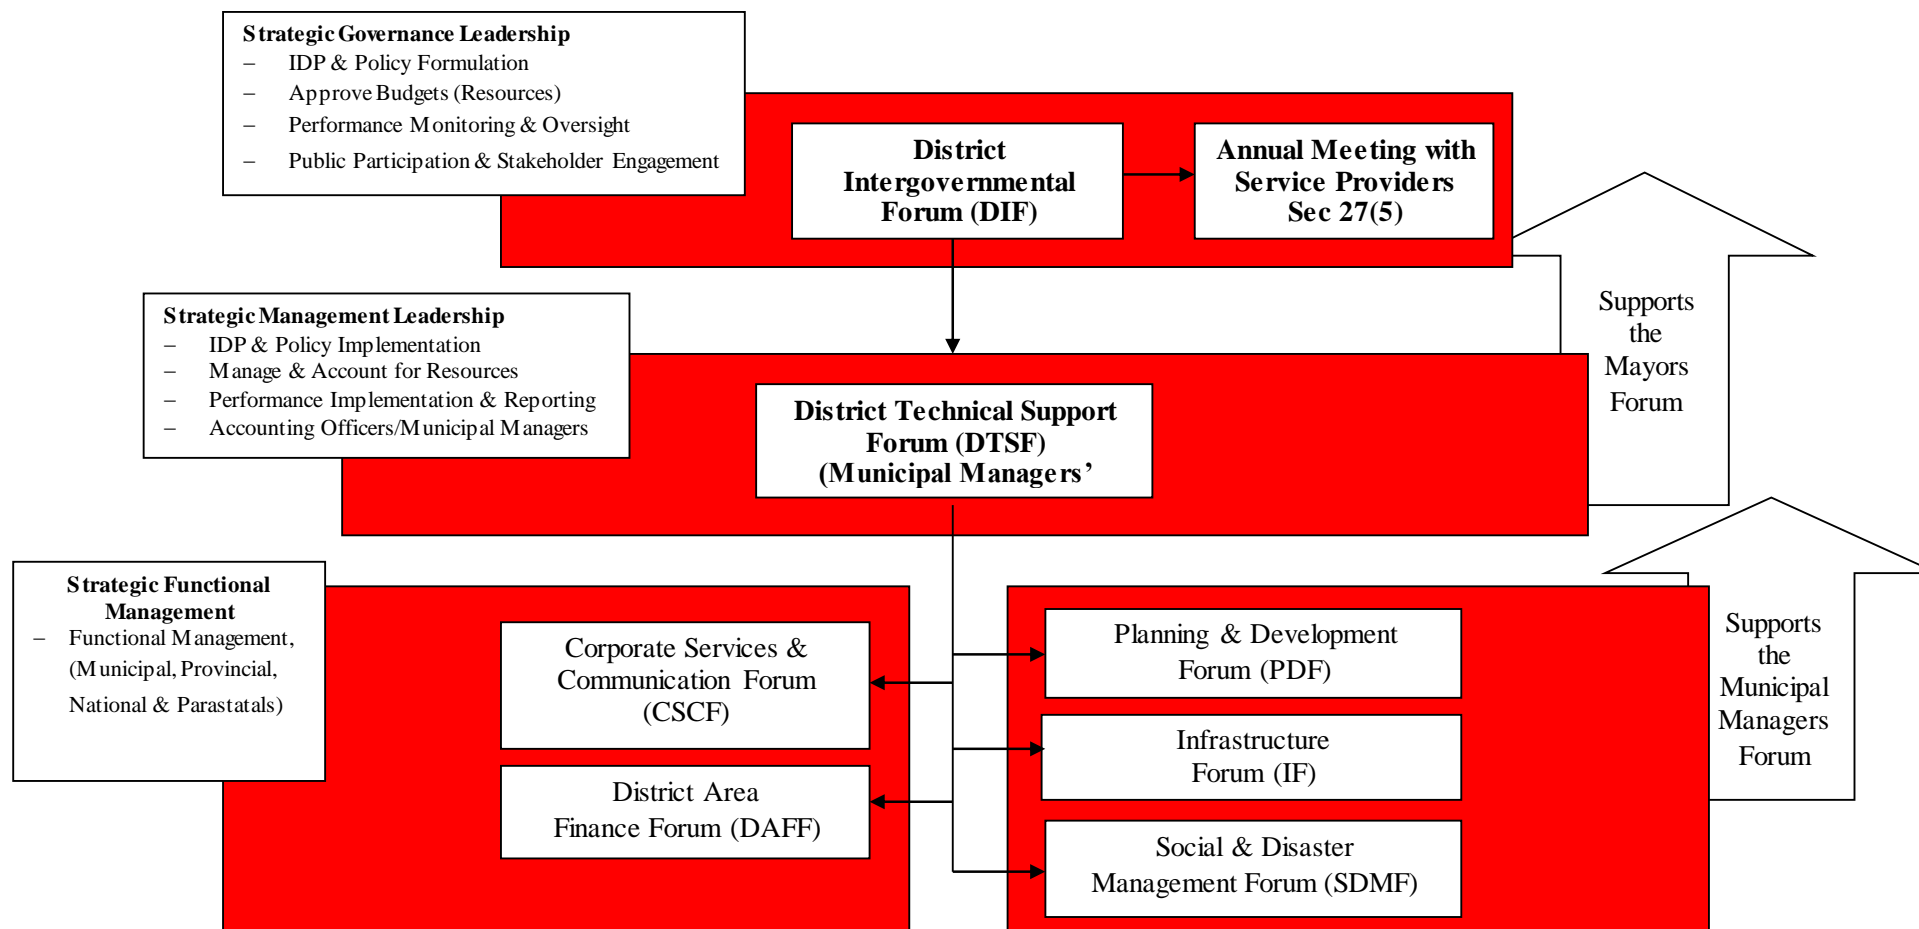 Strategic Governance Leadership
– IDP & Policy Formulation
– Approve Budgets (Resources)
– Performance Monitoring & Oversight
– Public Participation & Stakeholder Engagement
District
Intergovernmental
Forum (DIF)
Annual Meeting with
Service Providers
Sec 27(5)
Supports
the
Mayors
Forum
Strategic Management Leadership
– IDP & Policy Implementation
– Manage & Account for Resources
– Performance Implementation & Reporting
– Accounting Officers/Municipal Managers
District Technical Support
Forum (DTSF)
(Municipal Managers’
Strategic Functional
Management
– Functional Management,
(Municipal, Provincial,
National & Parastatals)
Corporate Services &
Communication Forum
(CSCF)
District Area
Finance Forum (DAFF)
Planning & Development
Forum (PDF)
Infrastructure
Forum (IF)
Social & Disaster
Management Forum (SDMF)
Supports
the
Municipal
Managers
Forum